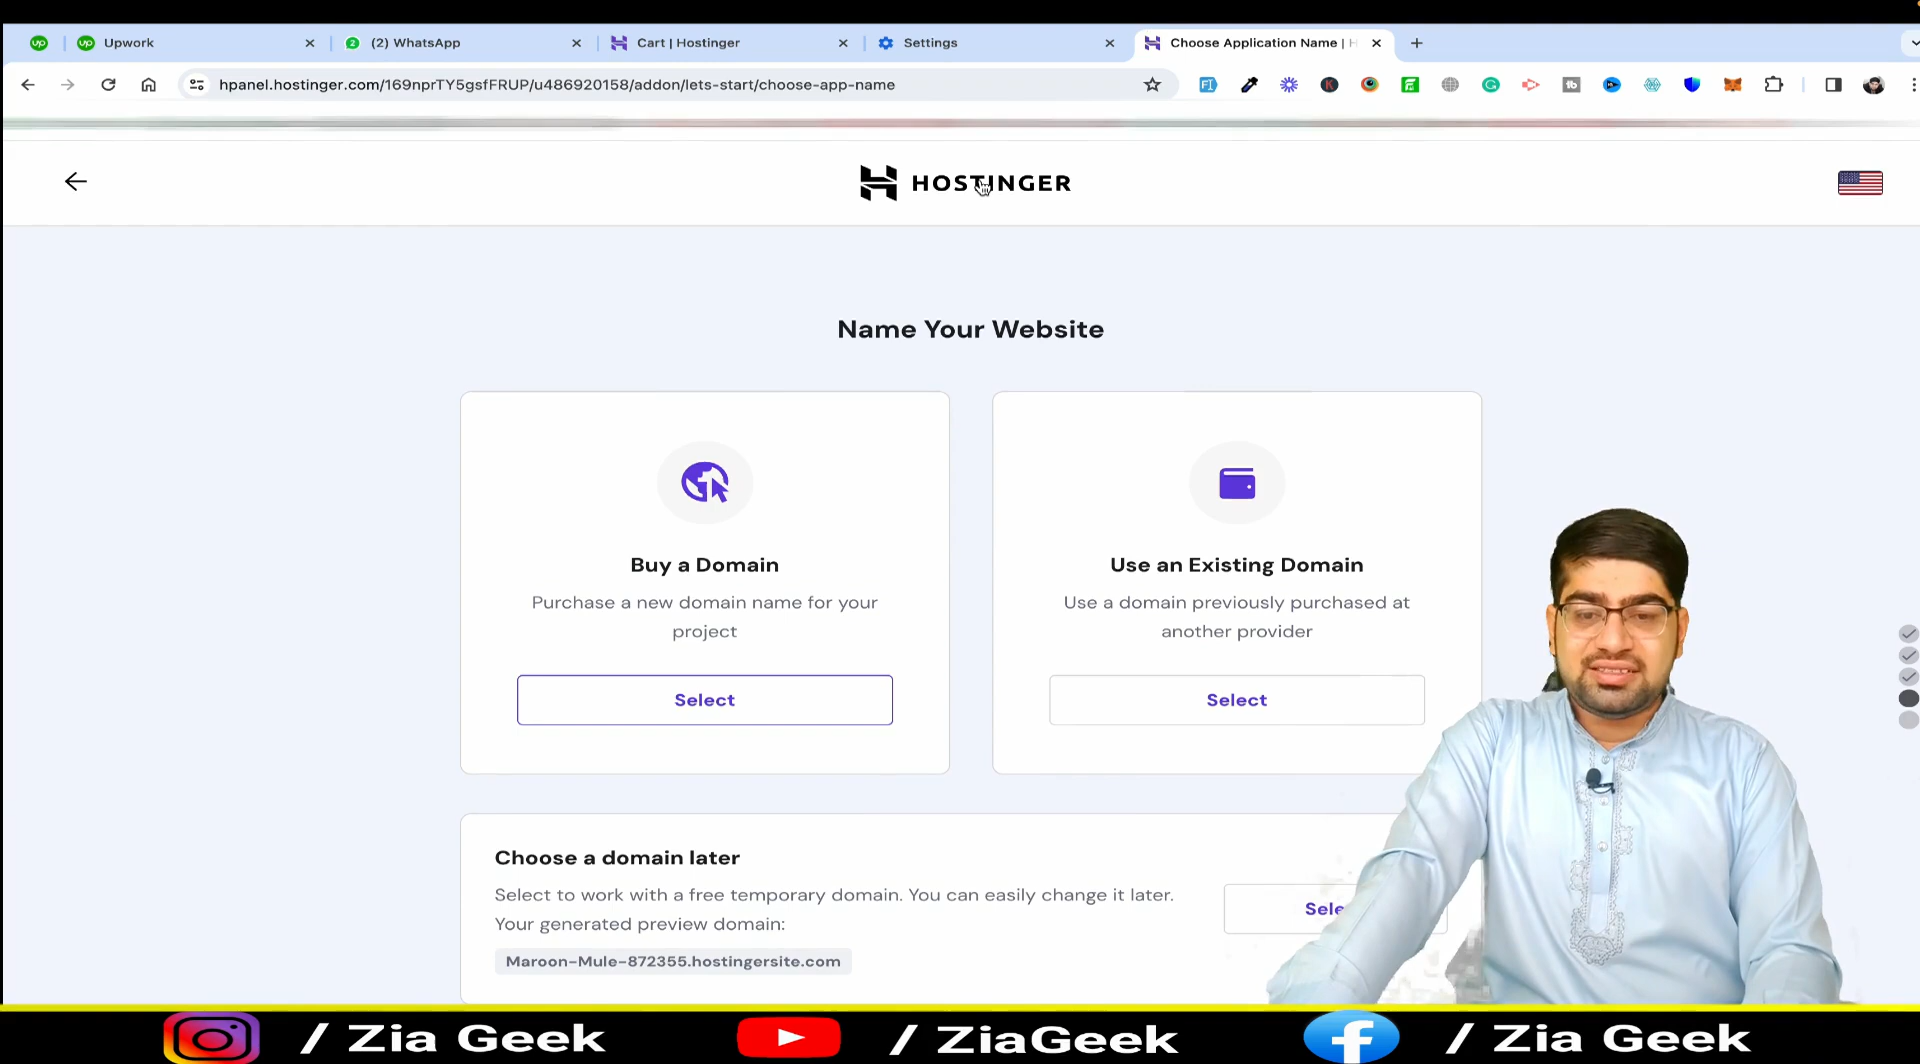 Upwork
(2) WhatsApp
Cart | Hostinger
Settings
Choose Application Name | H
hpanel.hostinger.com/169nprTY5gsfFRUP/u486920158/addon/lets-start/choose-app-name
HOSTINGER
Name Your Website
Buy a Domain
Purchase a new domain name for your
project
Select
Use an Existing Domain
Use a domain previously purchased at
another provider
Select
Choose a domain later
Select to work with a free temporary domain. You can easily change it later.
Your generated preview domain:
Maroon-Mule-872355.hostingersite.com
Sele
/ Zia Geek
/ ZiaGeek
/ Zia Geek